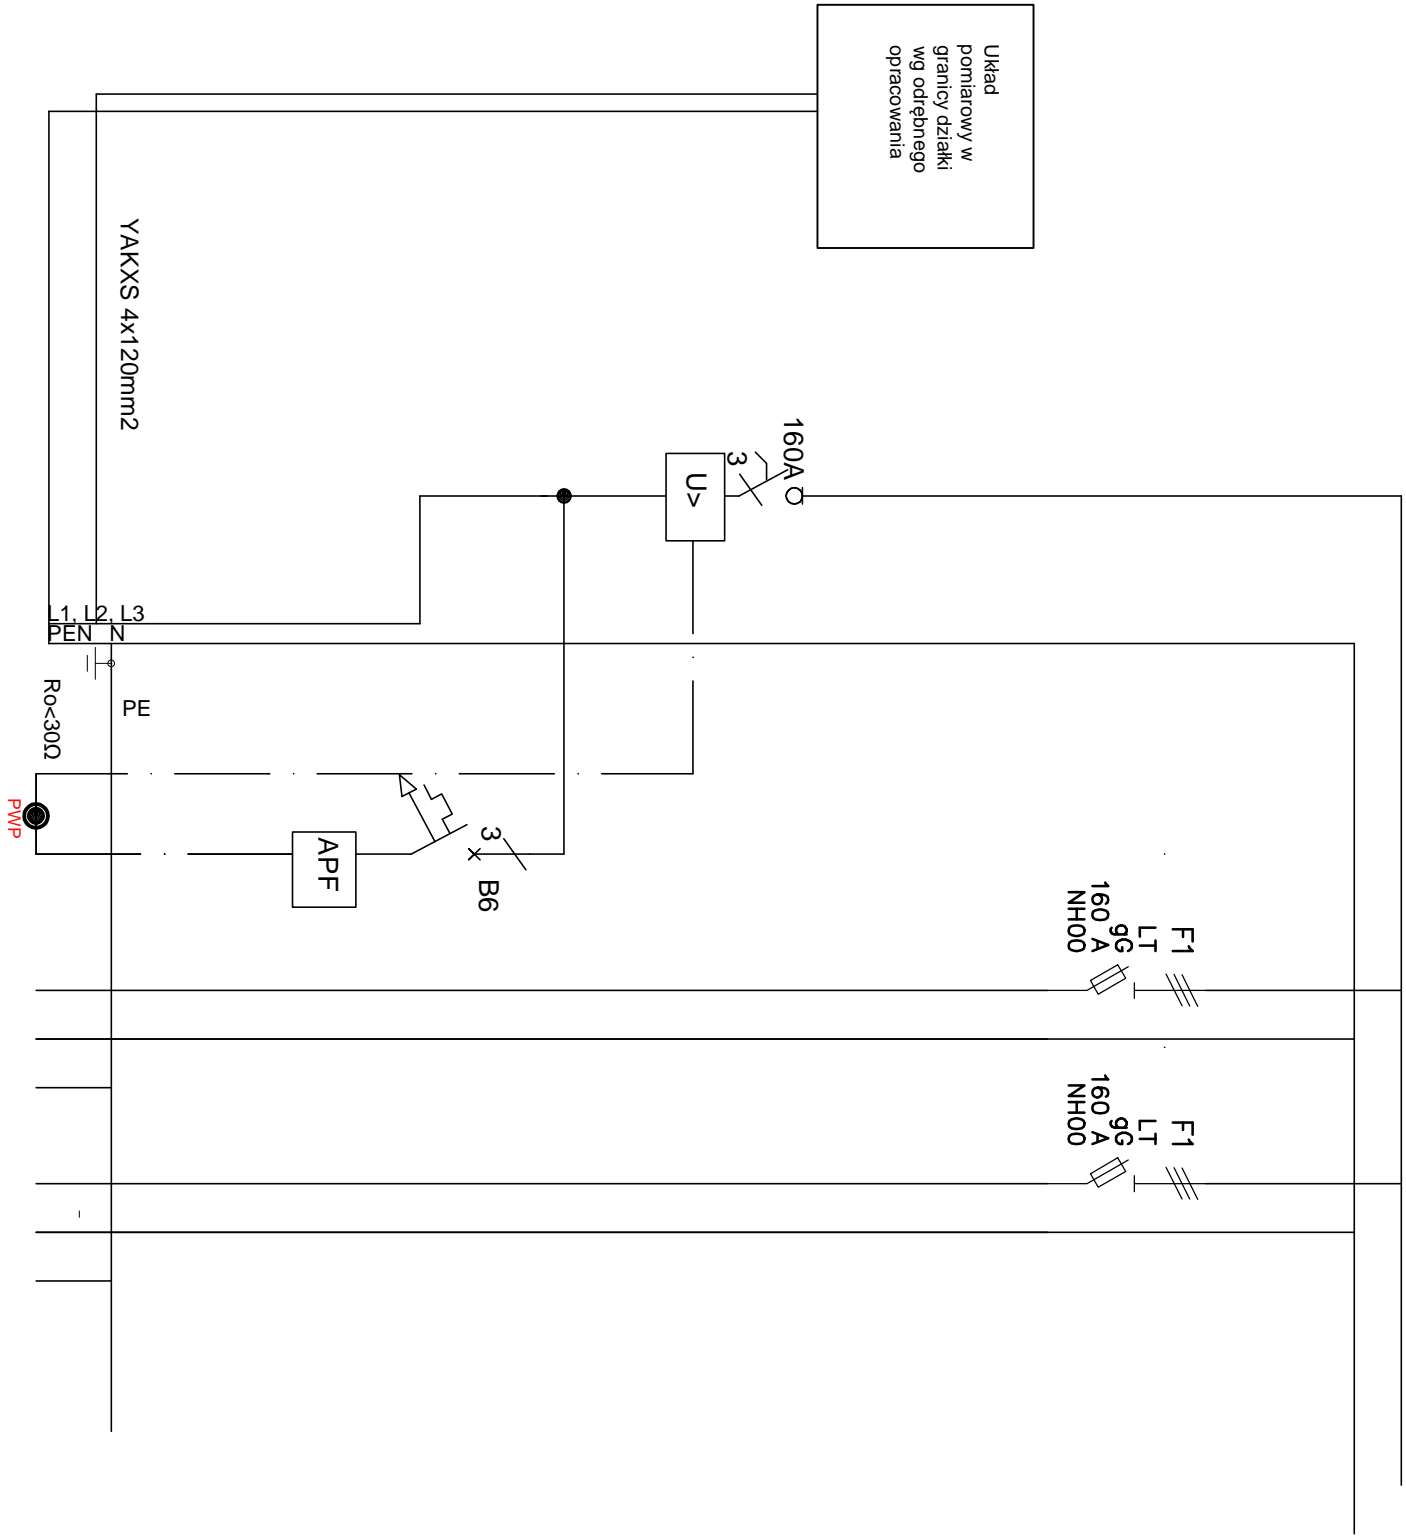 Układ
pomiarowy w
granicy działki
wg odrębnego
opracowania
YAKXS 4x120mm2
160A
3
U>
L1, L2, L3
PEN N
PE
Ro<30Ω
PWP
APF
3
B6
F1
LT
gG
160 A
NH00
F1
LT
gG
160 A
NH00